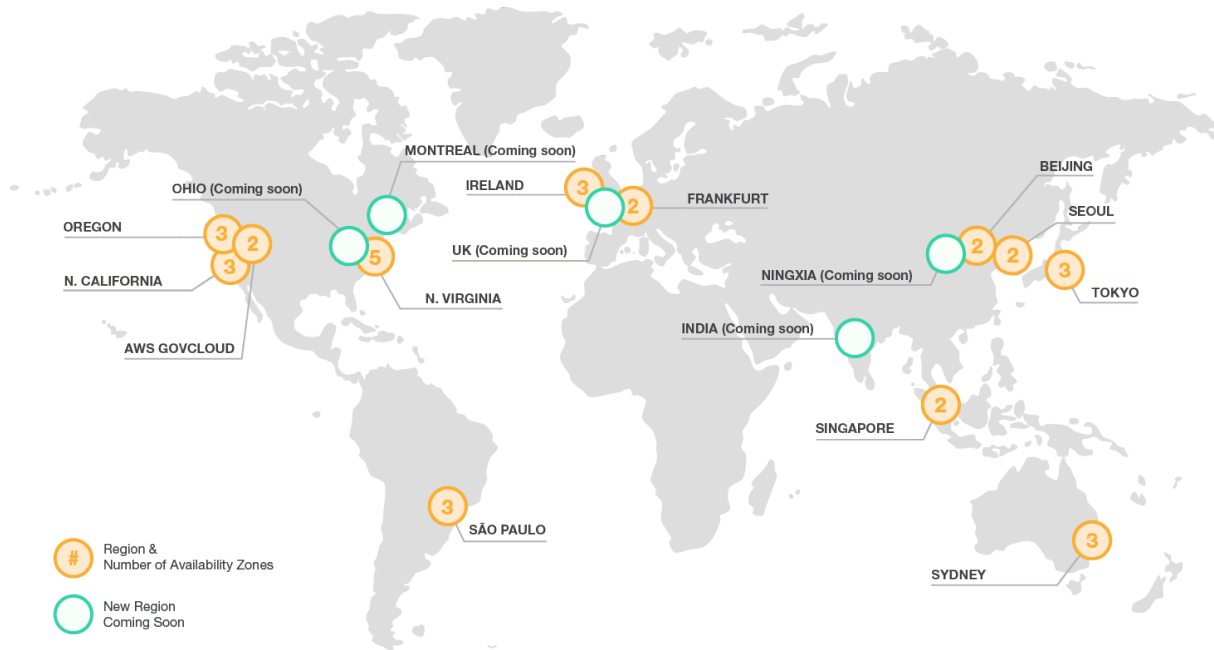 MONTREAL (Coming soon)
BEIJING
OHIO (Coming soon)
IRELAND
3
FRANKFURT
2
SEOUL
OREGON
3
2
UK (Coming soon)
2
2
N. CALIFORNIA
3
5
N. VIRGINIA
NINGXIA (Coming soon)
3
TOKYO
AWS GOVCLOUD
INDIA (Coming soon)
2
SINGAPORE
3
SÃO PAULO
3
SYDNEY
#
Region &
Number of Availability Zones
New Region
Coming Soon